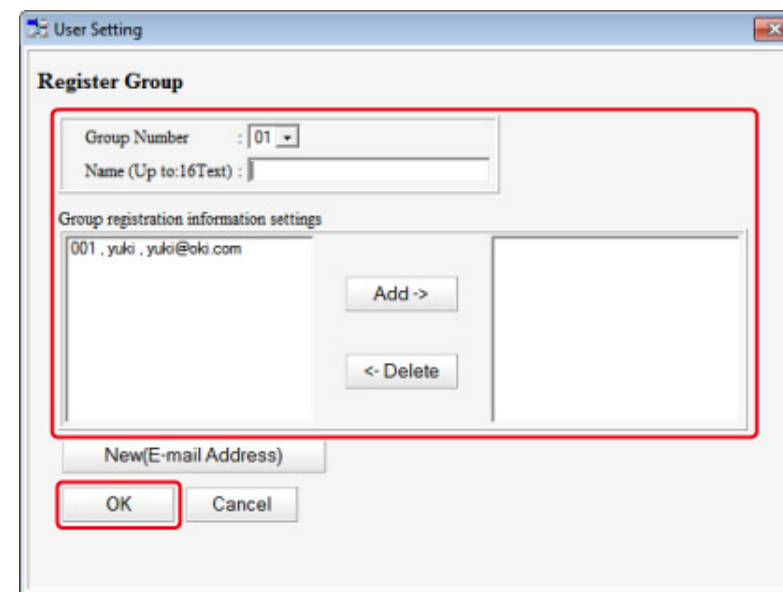 User Setting
Register Group
Group Number : 01
Name (Up to:16Text) :
Group registration information settings
001 , yuki , yuki@oki.com
Add ->
<- Delete
New(E-mail Address)
OK Cancel